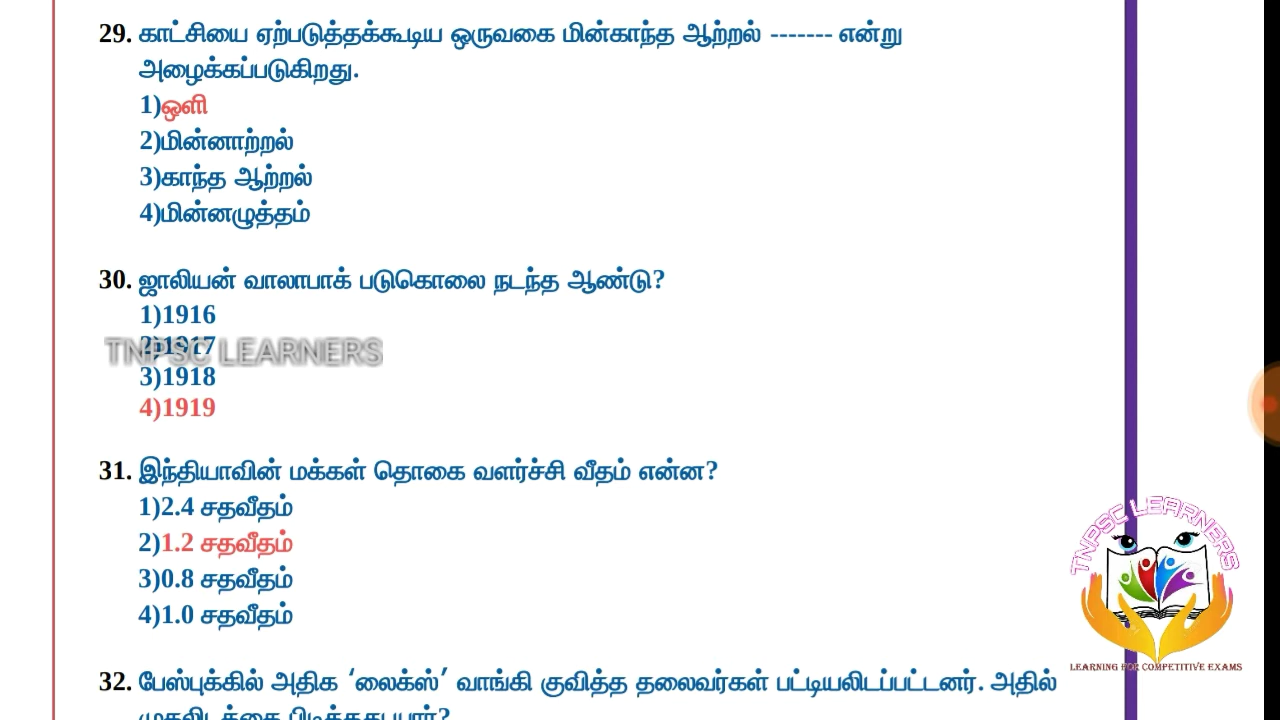 29. காட்சியை ஏற்படுத்தக்கூடிய ஒருவகை மின்காந்த ஆற்றல் ------- என்று
அழைக்கப்படுகிறது.
1)ஒளி
2)மின்னாற்றல்
3)காந்த ஆற்றல்
4)மின்னழுத்தம்
30. ஜாலியன் வாலாபாக் படுகொலை நடந்த ஆண்டு?
1)1916
2)1917
TNPSC LEARNERS
3)1918
4)1919
31. இந்தியாவின் மக்கள் தொகை வளர்ச்சி வீதம் என்ன?
1)2.4 சதவீதம்
2)1.2 சதவீதம்
3)0.8 சதவீதம்
4)1.0 சதவீதம்
TNPSC LEARNERS
LEARNING FOR COMPETITIVE EXAMS
32. பேஸ்புக்கில் அதிக ‘லைக்ஸ்’ வாங்கி குவித்த தலைவர்கள் பட்டியலிடப்பட்டனர். அதில்